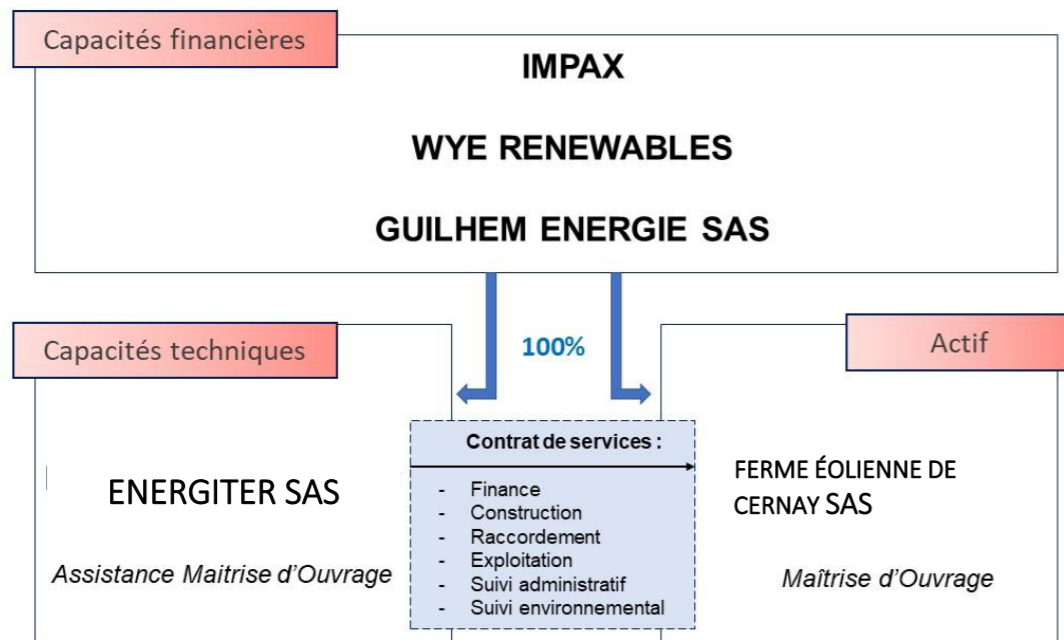 Capacités financières
IMPAX
WYE RENEWABLES
GUILHEM ENERGIE SAS
100%
Capacités techniques
ENERGITER SAS
Assistance Maitrise d'Ouvrage
Contrat de services :
- Finance
- Construction
- Raccordement
- Exploitation
- Suivi administratif
- Suivi environnemental
Actif
FERME ÉOLIENNE DE
CERNAY SAS
Maîtrise d'Ouvrage